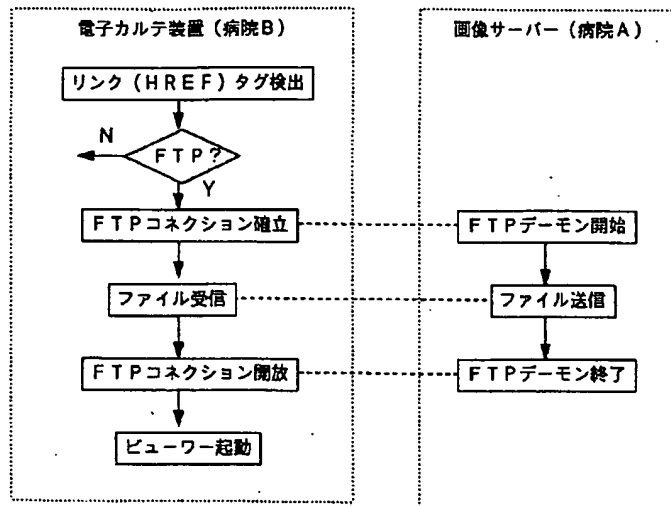 電子カルテ装置（病院Ｂ）
リンク（ＨＲＥＦ）タグ検出
Ｎ
ＦＴＰ？
Ｙ
ＦＴＰコネクション確立
ファイル受信
ＦＴＰコネクション開放
ビューワー起動
画像サーバー（病院Ａ）
ＦＴＰデーモン開始
ファイル送信
ＦＴＰデーモン終了